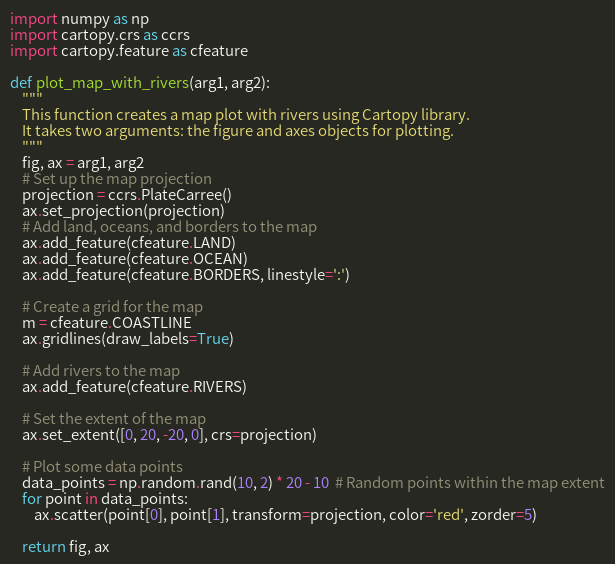 import numpy as np
import cartopy.crs as ccrs
import cartopy.feature as cfeature

def plot_map_with_rivers(arg1, arg2):
    """
    This function creates a map plot with rivers using Cartopy library.
    It takes two arguments: the figure and axes objects for plotting.
    """
    fig, ax = arg1, arg2
    # Set up the map projection
    projection = ccrs.PlateCarree()
    ax.set_projection(projection)
    # Add land, oceans, and borders to the map
    ax.add_feature(cfeature.LAND)
    ax.add_feature(cfeature.OCEAN)
    ax.add_feature(cfeature.BORDERS, linestyle=':')

    # Create a grid for the map
    m = cfeature.COASTLINE
    ax.gridlines(draw_labels=True)

    # Add rivers to the map
    ax.add_feature(cfeature.RIVERS)

    # Set the extent of the map
    ax.set_extent([0, 20, -20, 0], crs=projection)

    # Plot some data points
    data_points = np.random.rand(10, 2) * 20 - 10  # Random points within the map extent
    for point in data_points:
        ax.scatter(point[0], point[1], transform=projection, color='red', zorder=5)

    return fig, ax